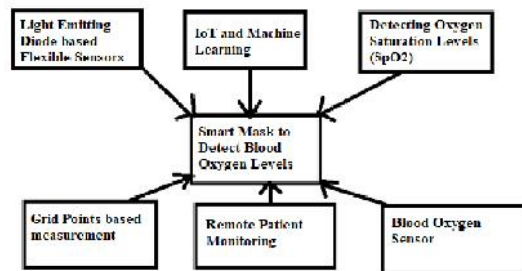 Light Emitting
Diode based
Flexible Sensors
IoT and Machine
Learning
Detecting Oxygen
Saturation Levels
(SpO2)
Smart Mask to
Detect Blood
Oxygen Levels
Grid Points based
measurement
Remote Patient
Monitoring
Blood Oxygen
Sensor